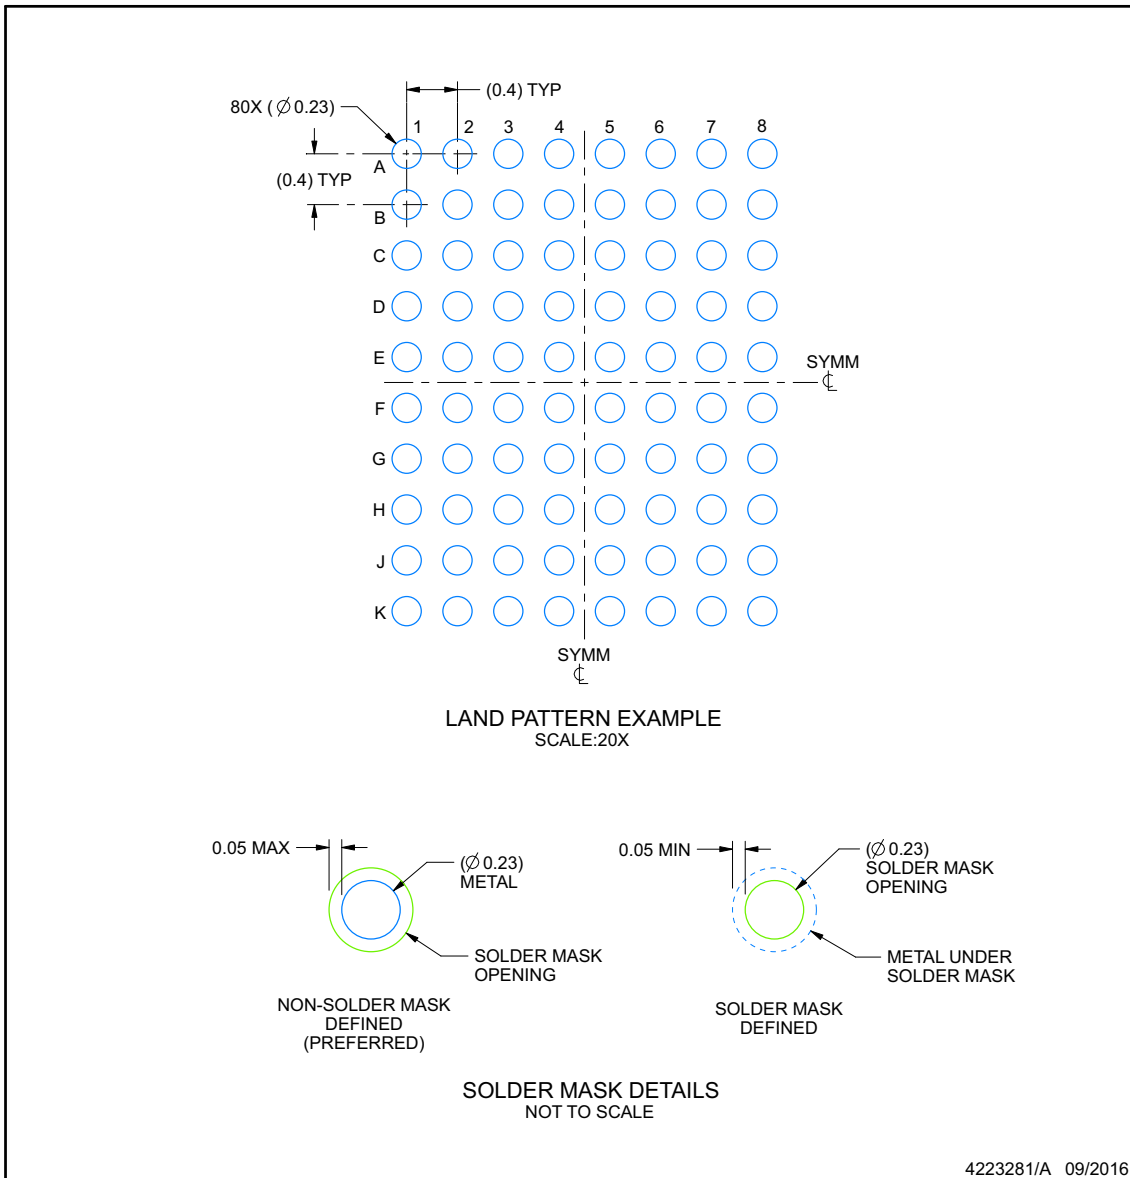 (0.4) TYP
80X (∅ 0.23)
1 2 3 4 5 6 7 8
A
(0.4) TYP
B
C
D
E
SYMM
℄
F
G
H
J
K
SYMM
℄
LAND PATTERN EXAMPLE
SCALE:20X
0.05 MAX
(∅ 0.23)
METAL
SOLDER MASK
OPENING
NON-SOLDER MASK
DEFINED
(PREFERRED)
0.05 MIN
(∅ 0.23)
SOLDER MASK
OPENING
METAL UNDER
SOLDER MASK
SOLDER MASK
DEFINED
SOLDER MASK DETAILS
NOT TO SCALE
4223281/A 09/2016